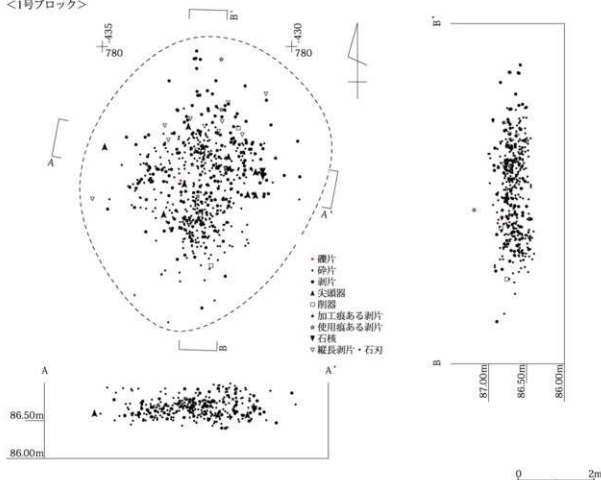 <1号ブロック>
-435
780
-430
780
B'
A
A'
B
礫片
砕片
剥片
尖頭器
削器
加工痕ある剥片
使用痕ある剥片
石核
縦長剥片・石刃
B'
B
87.00m
86.50m
86.00m
A
A'
86.50m
86.00m
0 2m